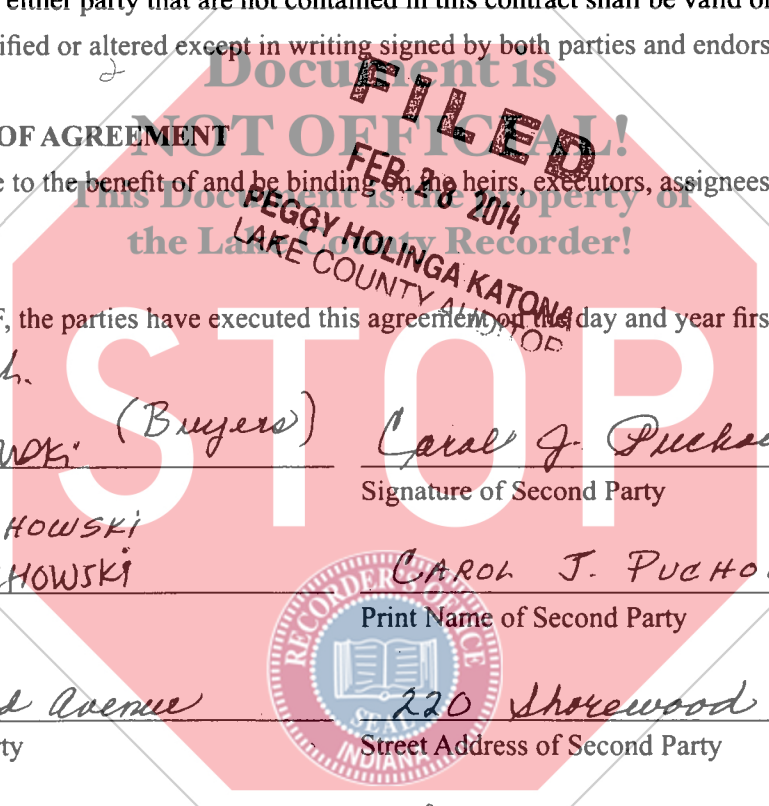 either party that are not contained in this contract shall be valid or
ified or altered except in writing signed by both parties and endors
Document is
FILED
OF AGREEMENT
NOT OFFICIAL!
FEB 28 2014
e to the benefit of and be binding on the heirs, executors, assignees
This Document is the property of
PEGGY HOLINGA KATONA
the Lake County Recorder!
LAKE COUNTY AUDITOR
F, the parties have executed this agreement on the day and year firs
STOP
(Buyers)
wski
Carol J. Pucho
Signature of Second Party
HOWSKi
HOWSKi
CAROL J. PUCHO
RECORDER'S OFFICE
Print Name of Second Party
d Avenue
220 Shorewood
SEAL
INDIANA
ty
Street Address of Second Party